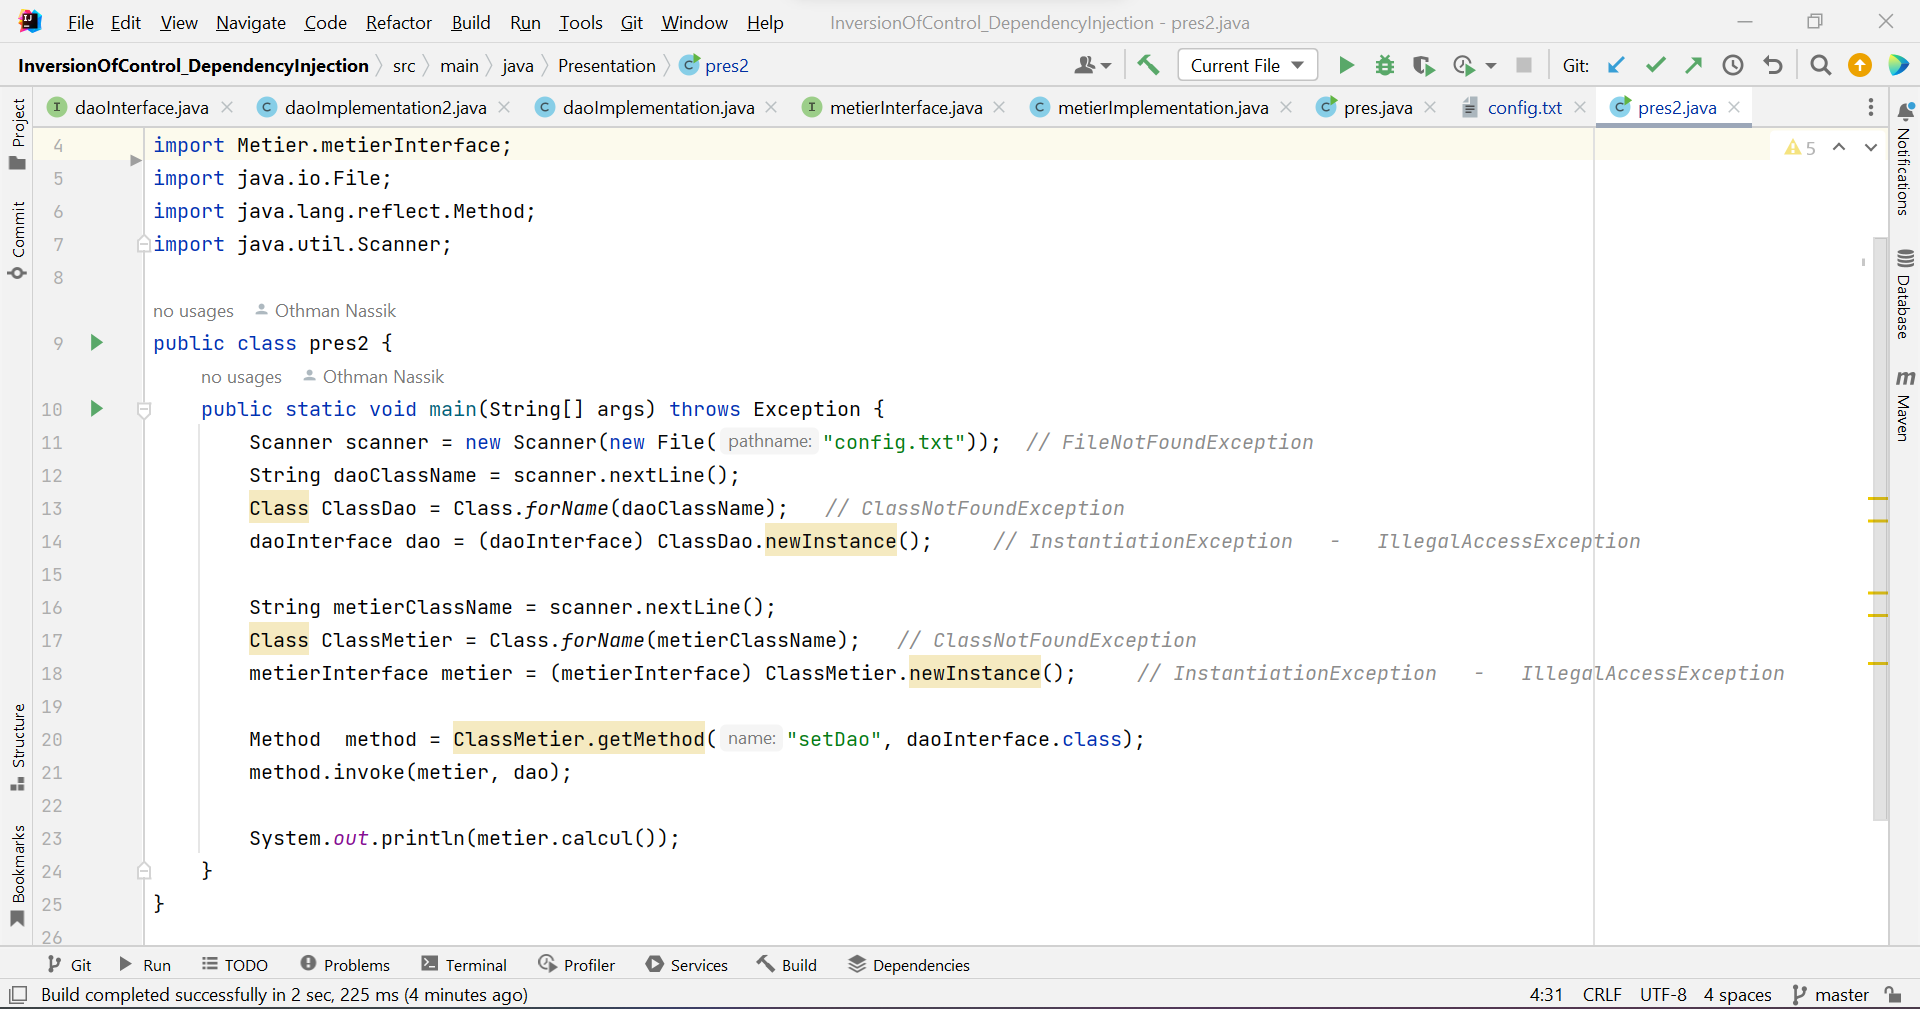 File Edit View Navigate Code Refactor Build Run Tools Git Window Help InversionOfControl_DependencyInjection - pres2.java
InversionOfControl_DependencyInjection src main java Presentation pres2 Current File Git:
daoInterface.java daoImplementation2.java daoImplementation.java metierInterface.java metierImplementation.java pres.java config.txt pres2.java
Project
Commit
Structure
Bookmarks
4 import Metier.metierInterface;
5 import java.io.File;
6 import java.lang.reflect.Method;
7 import java.util.Scanner;
8
no usages Othman Nassik
9 public class pres2 {
no usages Othman Nassik
10 public static void main(String[] args) throws Exception {
11 Scanner scanner = new Scanner(new File( pathname: "config.txt")); // FileNotFoundException
12 String daoClassName = scanner.nextLine();
13 Class ClassDao = Class.forName(daoClassName); // ClassNotFoundException
14 daoInterface dao = (daoInterface) ClassDao.newInstance(); // InstantiationException - IllegalAccessException
15
16 String metierClassName = scanner.nextLine();
17 Class ClassMetier = Class.forName(metierClassName); // ClassNotFoundException
18 metierInterface metier = (metierInterface) ClassMetier.newInstance(); // InstantiationException - IllegalAccessException
19
20 Method method = ClassMetier.getMethod( name: "setDao", daoInterface.class);
21 method.invoke(metier, dao);
22
23 System.out.println(metier.calcul());
24 }
25 }
26
5
Notifications
Database
m Maven
Git Run TODO Problems Terminal Profiler Services Build Dependencies
Build completed successfully in 2 sec, 225 ms (4 minutes ago) 4:31 CRLF UTF-8 4 spaces master